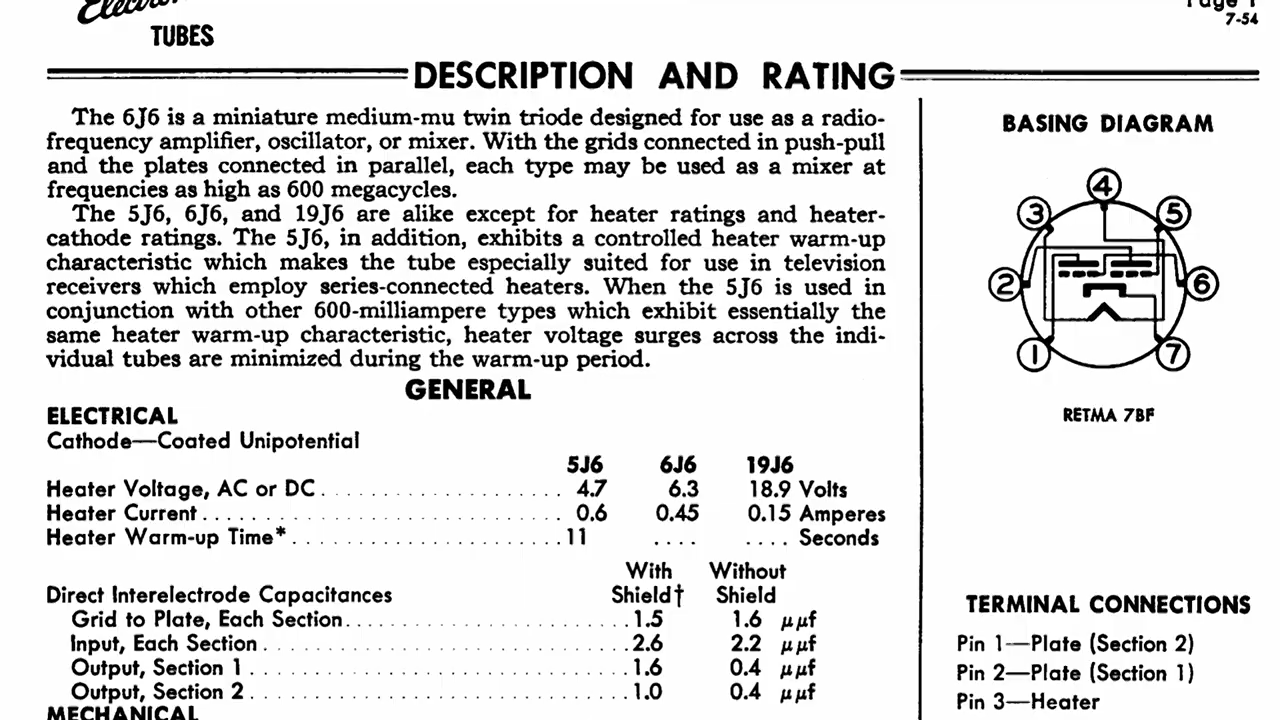 Electronic
TUBES
Page 1
7-54
DESCRIPTION AND RATING
The 6J6 is a miniature medium-mu twin triode designed for use as a radio-
frequency amplifier, oscillator, or mixer. With the grids connected in push-pull
and the plates connected in parallel, each type may be used as a mixer at
frequencies as high as 600 megacycles.
The 5J6, 6J6, and 19J6 are alike except for heater ratings and heater-
cathode ratings. The 5J6, in addition, exhibits a controlled heater warm-up
characteristic which makes the tube especially suited for use in television
receivers which employ series-connected heaters. When the 5J6 is used in
conjunction with other 600-milliampere types which exhibit essentially the
same heater warm-up characteristic, heater voltage surges across the indi-
vidual tubes are minimized during the warm-up period.
GENERAL
ELECTRICAL
Cathode—Coated Unipotential
5J6 6J6 19J6
Heater Voltage, AC or DC. . . . . . . . . . . . . . . . . . . . 4.7 6.3 18.9 Volts
Heater Current. . . . . . . . . . . . . . . . . . . . . . . . . . . . . 0.6 0.45 0.15 Amperes
Heater Warm-up Time*. . . . . . . . . . . . . . . . . . . . . . 11 . . . . . . . . Seconds
With Without
Direct Interelectrode Capacitances Shield† Shield
Grid to Plate, Each Section. . . . . . . . . . . . . . . . . . . . . . . 1.5 1.6 μμf
Input, Each Section. . . . . . . . . . . . . . . . . . . . . . . . . . . . . . 2.6 2.2 μμf
Output, Section 1. . . . . . . . . . . . . . . . . . . . . . . . . . . . . . . 1.6 0.4 μμf
Output, Section 2. . . . . . . . . . . . . . . . . . . . . . . . . . . . . . . 1.0 0.4 μμf
MECHANICAL
BASING DIAGRAM
4
3 5
2 6
1 7
RETMA 7BF
TERMINAL CONNECTIONS
Pin 1—Plate (Section 2)
Pin 2—Plate (Section 1)
Pin 3—Heater